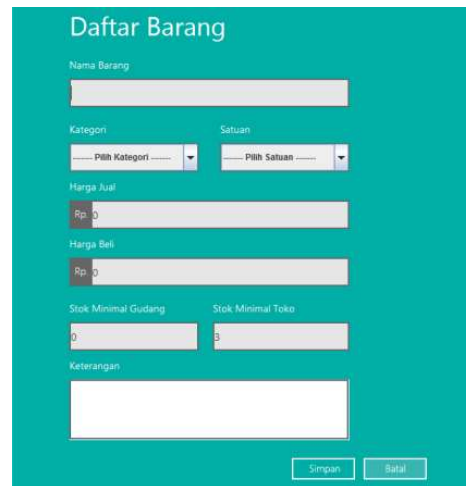 Daftar Barang
Nama Barang
Kategori Satuan
------- Pilih Kategori ------- ------- Pilih Satuan -------
Harga Jual
Rp. 0
Harga Beli
Rp. 0
Stok Minimal Gudang Stok Minimal Toko
0 3
Keterangan
Simpan Batal